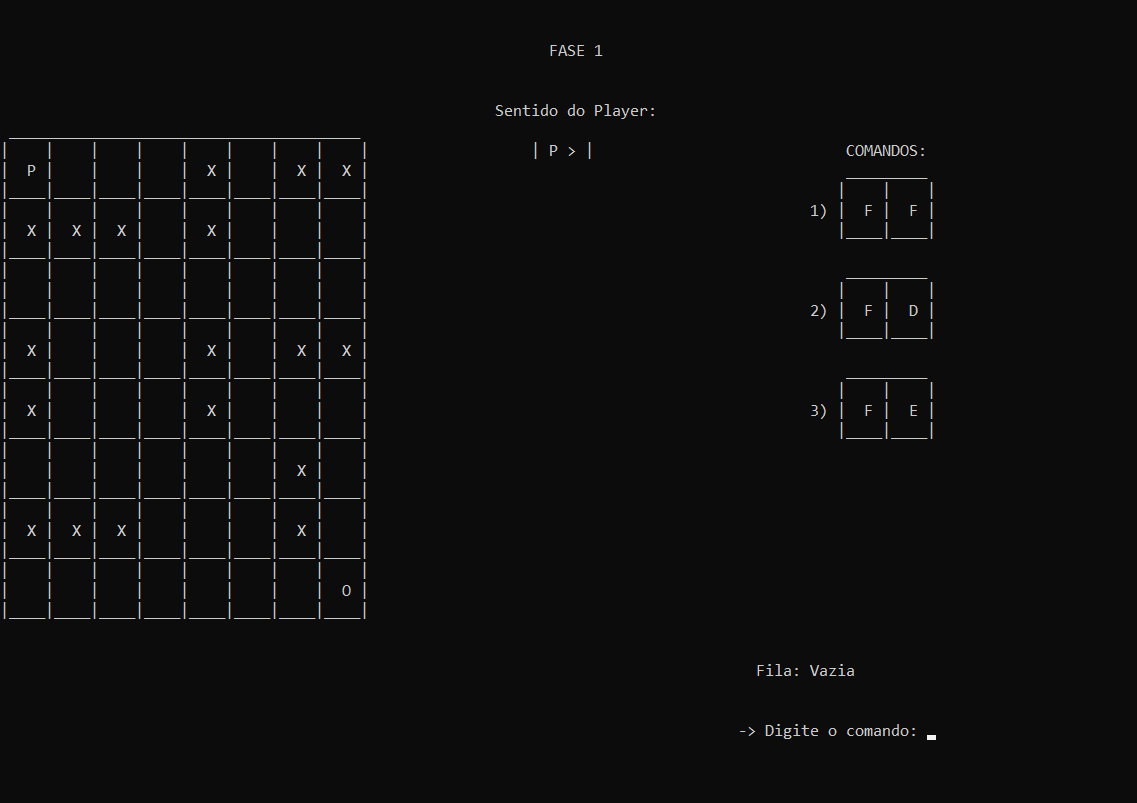 FASE 1
Sentido do Player:
| P > |
COMANDOS:
P X X X
1) F F
X X X X
2) F D
X X X X
3) F E
X X
X
X X X X
O
Fila: Vazia
-> Digite o comando: